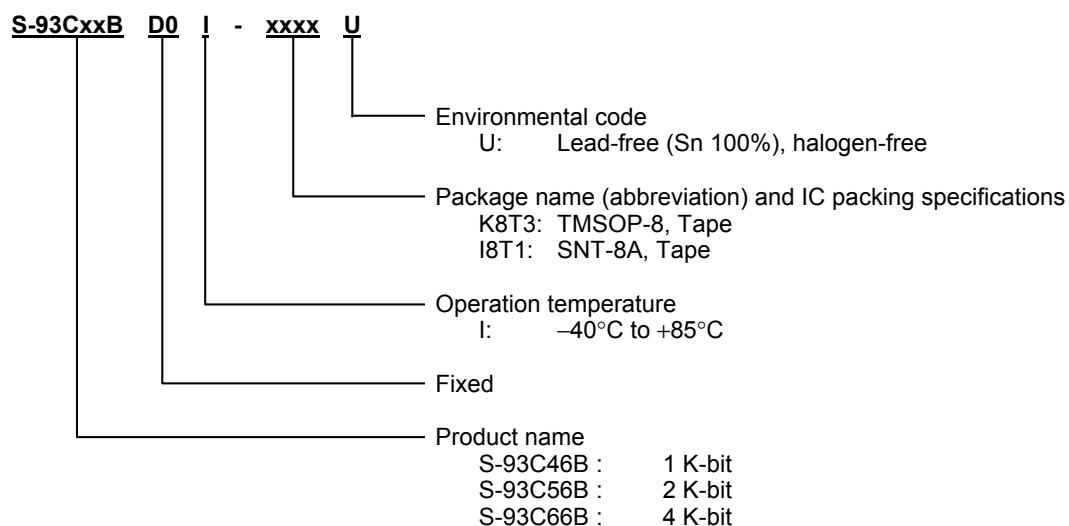 S-93CxxB D0 I - xxxx U
Environmental code
U: Lead-free (Sn 100%), halogen-free
Package name (abbreviation) and IC packing specifications
K8T3: TMSOP-8, Tape
I8T1: SNT-8A, Tape
Operation temperature
I: −40°C to +85°C
Fixed
Product name
S-93C46B : 1 K-bit
S-93C56B : 2 K-bit
S-93C66B : 4 K-bit